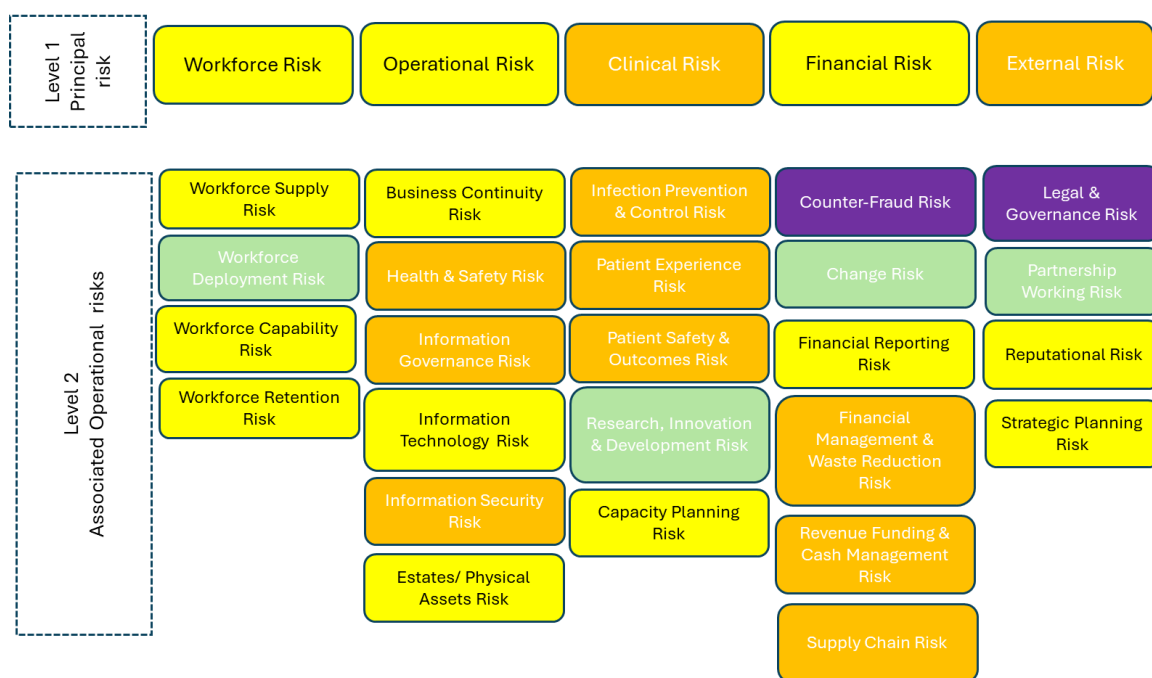 Level 1
Principal
risk
Workforce Risk
Operational Risk
Clinical Risk
Financial Risk
External Risk
Level 2
Associated Operational risks
Workforce Supply
Risk
Workforce
Deployment Risk
Workforce Capability
Risk
Workforce Retention
Risk
Business Continuity
Risk
Health & Safety Risk
Information
Governance Risk
Information
Technology Risk
Information Security
Risk
Estates/ Physical
Assets Risk
Infection Prevention
& Control Risk
Patient Experience
Risk
Patient Safety &
Outcomes Risk
Research, Innovation
& Development Risk
Capacity Planning
Risk
Counter-Fraud Risk
Change Risk
Financial Reporting
Risk
Financial
Management &
Waste Reduction
Risk
Revenue Funding &
Cash Management
Risk
Supply Chain Risk
Legal &
Governance Risk
Partnership
Working Risk
Reputational Risk
Strategic Planning
Risk